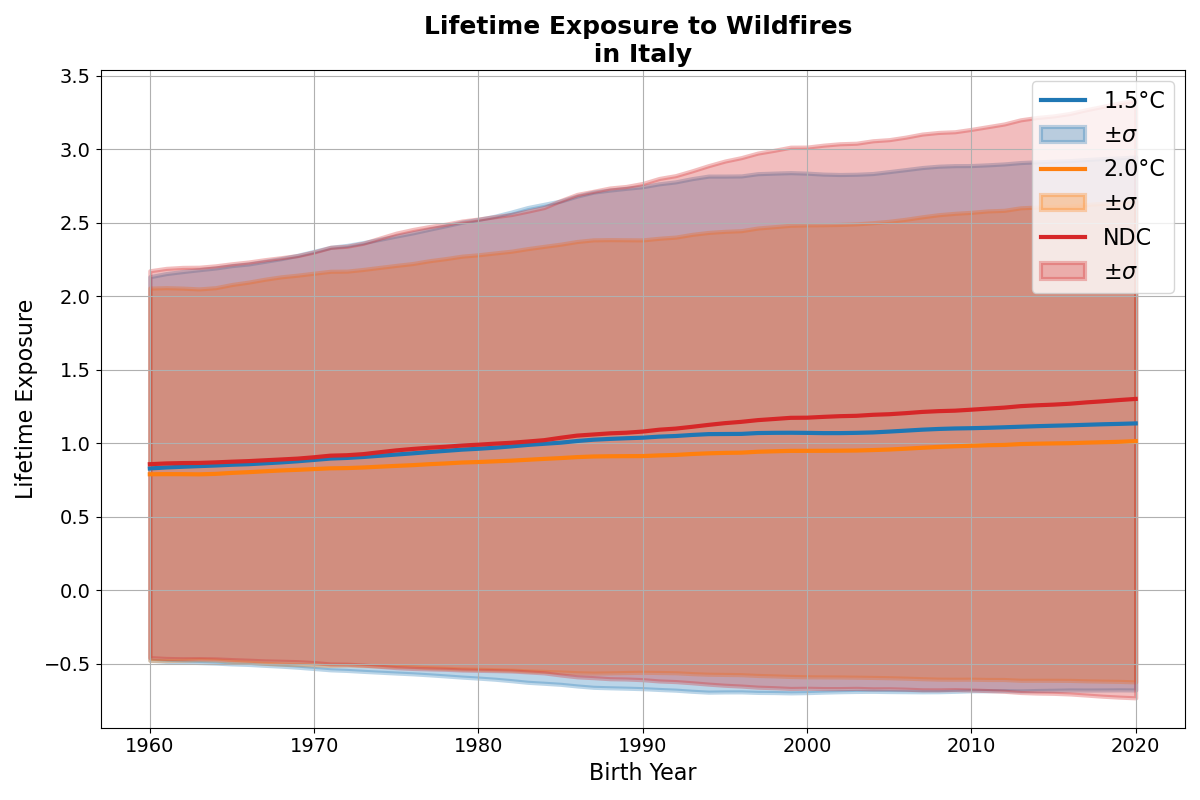 Lifetime Exposure to Wildfires
in Italy
3.5
3.0
2.5
2.0
1.5
1.0
0.5
0.0
−0.5
Lifetime Exposure
1.5°C
±σ
2.0°C
±σ
NDC
±σ
1960 1970 1980 1990 2000 2010 2020
Birth Year